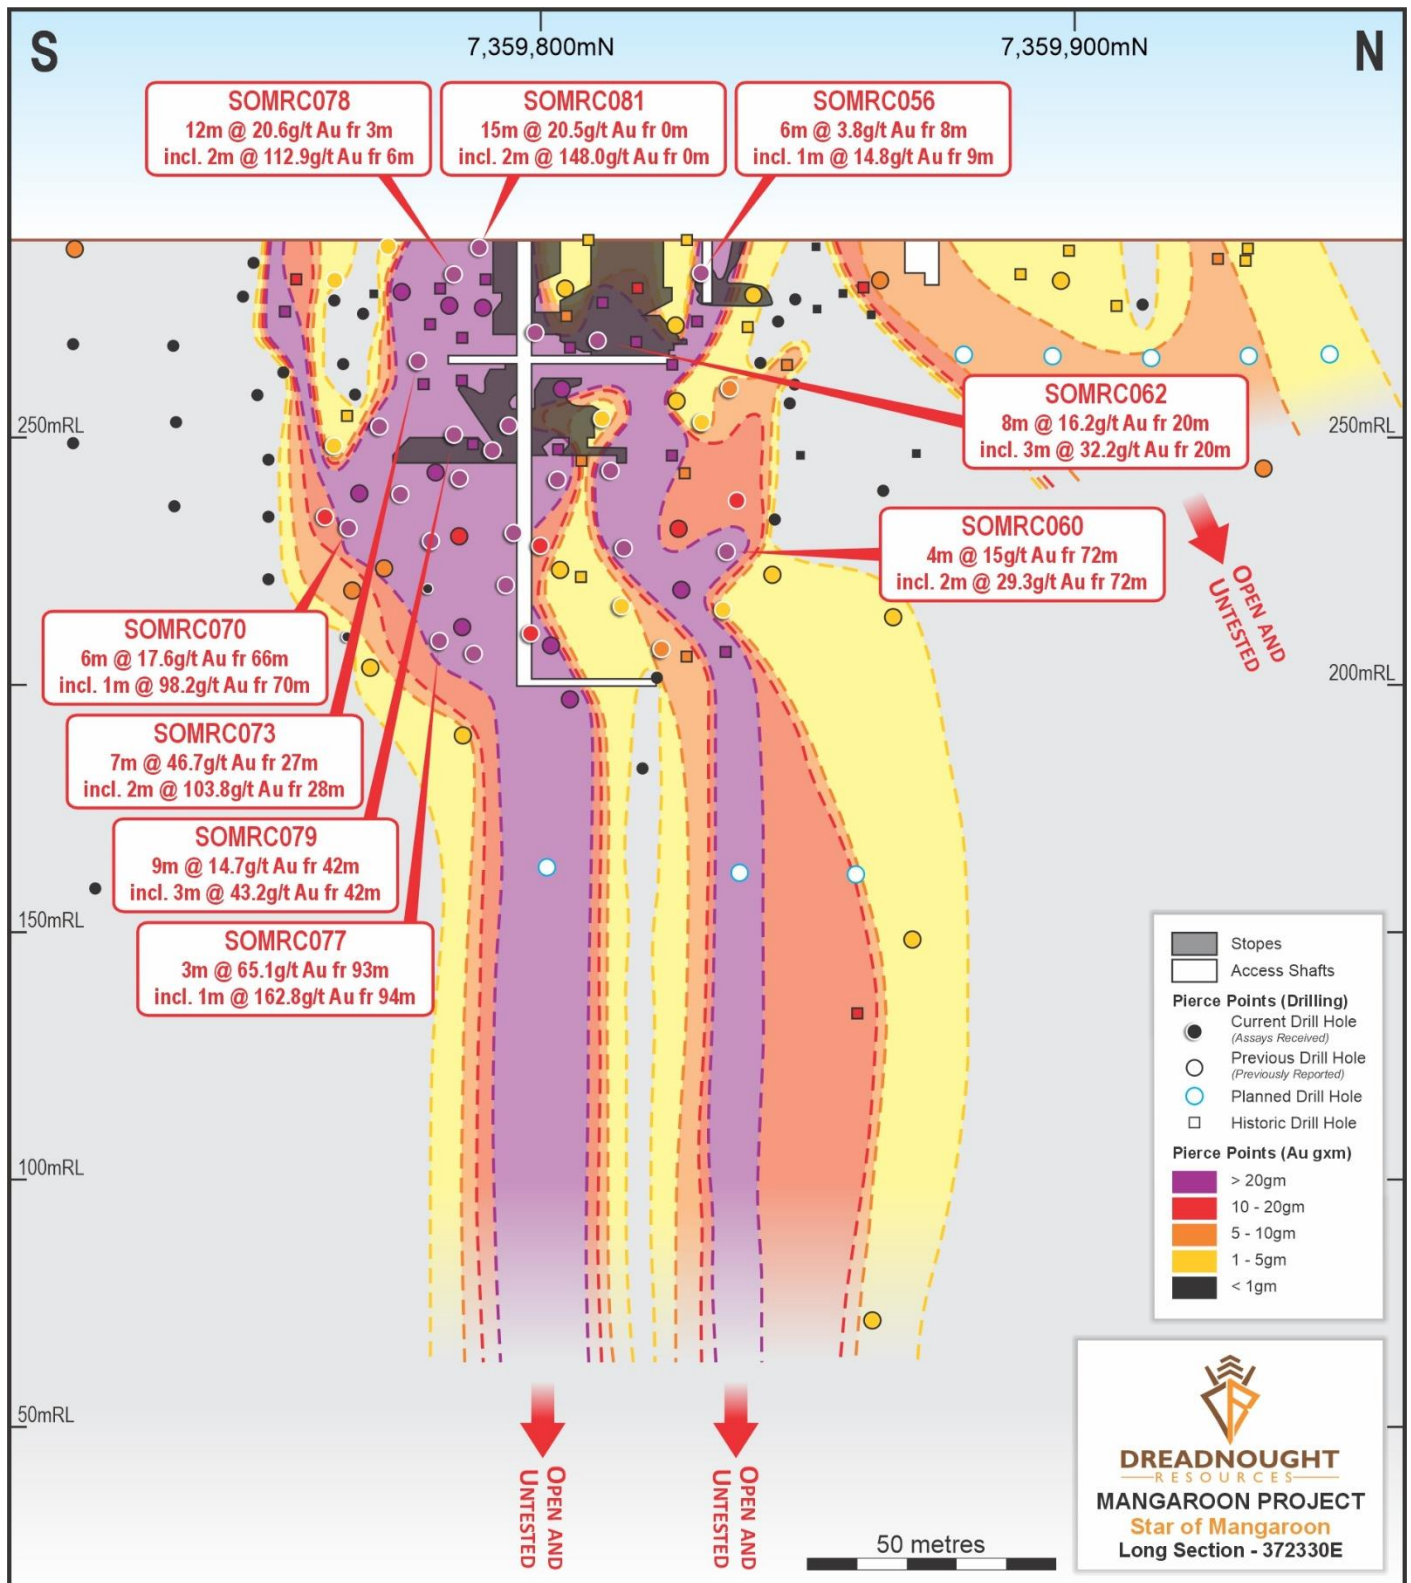 S
7,359,800mN
7,359,900mN
N
SOMRC078
12m @ 20.6g/t Au fr 3m
incl. 2m @ 112.9g/t Au fr 6m
SOMRC081
15m @ 20.5g/t Au fr 0m
incl. 2m @ 148.0g/t Au fr 0m
SOMRC056
6m @ 3.8g/t Au fr 8m
incl. 1m @ 14.8g/t Au fr 9m
SOMRC062
8m @ 16.2g/t Au fr 20m
incl. 3m @ 32.2g/t Au fr 20m
250mRL
250mRL
SOMRC060
4m @ 15g/t Au fr 72m
incl. 2m @ 29.3g/t Au fr 72m
OPEN AND
UNTESTED
SOMRC070
6m @ 17.6g/t Au fr 66m
incl. 1m @ 98.2g/t Au fr 70m
200mRL
SOMRC073
7m @ 46.7g/t Au fr 27m
incl. 2m @ 103.8g/t Au fr 28m
SOMRC079
9m @ 14.7g/t Au fr 42m
incl. 3m @ 43.2g/t Au fr 42m
150mRL
SOMRC077
3m @ 65.1g/t Au fr 93m
incl. 1m @ 162.8g/t Au fr 94m
Stopes
Access Shafts
Pierce Points (Drilling)
Current Drill Hole
(Assays Received)
Previous Drill Hole
(Previously Reported)
Planned Drill Hole
Historic Drill Hole
Pierce Points (Au gxm)
> 20gm
10 - 20gm
5 - 10gm
1 - 5gm
< 1gm
100mRL
50mRL
OPEN AND
UNTESTED
OPEN AND
UNTESTED
50 metres
DREADNOUGHT
RESOURCES
MANGAROON PROJECT
Star of Mangaroon
Long Section - 372330E